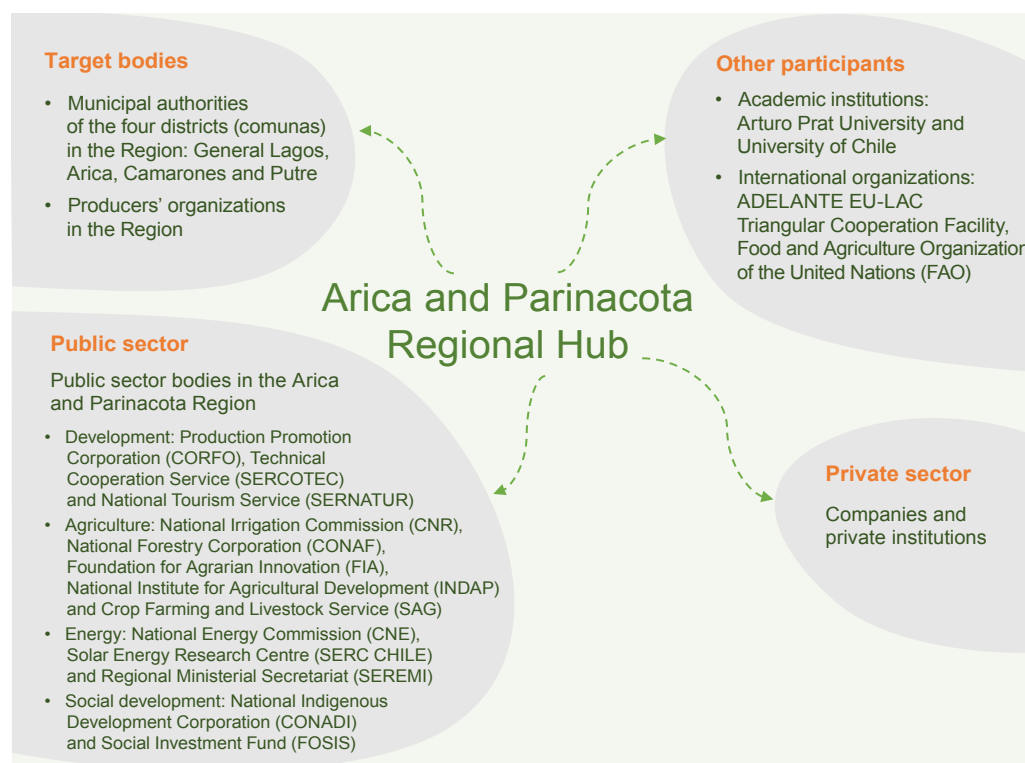 Target bodies
• Municipal authorities
of the four districts (comunas)
in the Region: General Lagos,
Arica, Camarones and Putre
• Producers' organizations
in the Region
Other participants
• Academic institutions:
Arturo Prat University and
University of Chile
• International organizations:
ADELANTE EU-LAC
Triangular Cooperation Facility,
Food and Agriculture Organization
of the United Nations (FAO)
Arica and Parinacota
Regional Hub
Public sector
Public sector bodies in the Arica
and Parinacota Region
• Development: Production Promotion
Corporation (CORFO), Technical
Cooperation Service (SERCOTEC)
and National Tourism Service (SERNATUR)
• Agriculture: National Irrigation Commission (CNR),
National Forestry Corporation (CONAF),
Foundation for Agrarian Innovation (FIA),
National Institute for Agricultural Development (INDAP)
and Crop Farming and Livestock Service (SAG)
• Energy: National Energy Commission (CNE),
Solar Energy Research Centre (SERC CHILE)
and Regional Ministerial Secretariat (SEREMI)
• Social development: National Indigenous
Development Corporation (CONADI)
and Social Investment Fund (FOSIS)
Private sector
Companies and
private institutions